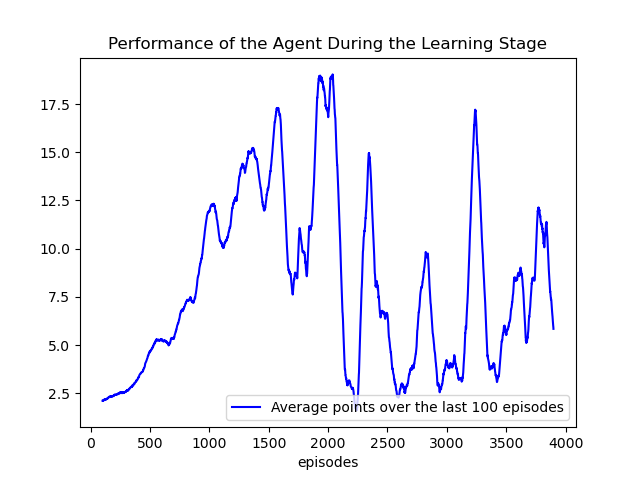 Performance of the Agent During the Learning Stage
17.5
15.0
12.5
10.0
7.5
5.0
2.5
Average points over the last 100 episodes
0 500 1000 1500 2000 2500 3000 3500 4000
episodes